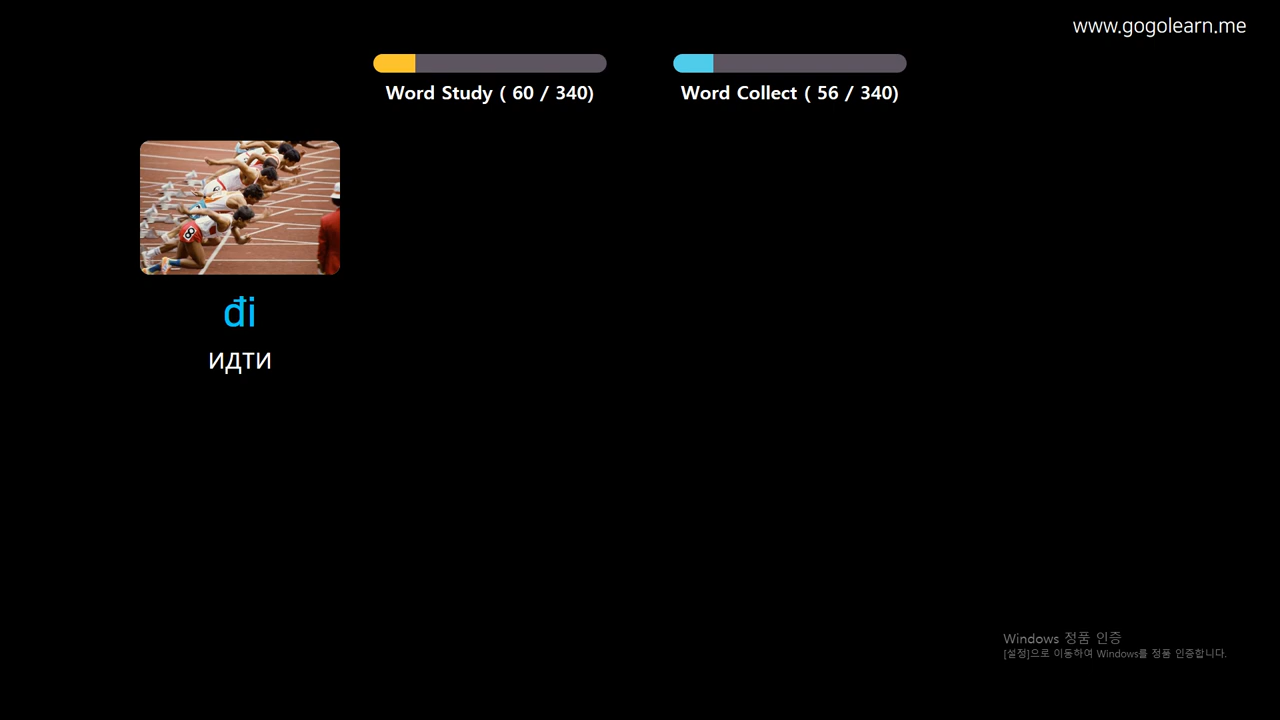 www.gogolearn.me
Word Study ( 60 / 340)
Word Collect ( 56 / 340)
8
đi
идти
Windows 정품 인증
[설정]으로 이동하여 Windows를 정품 인증합니다.